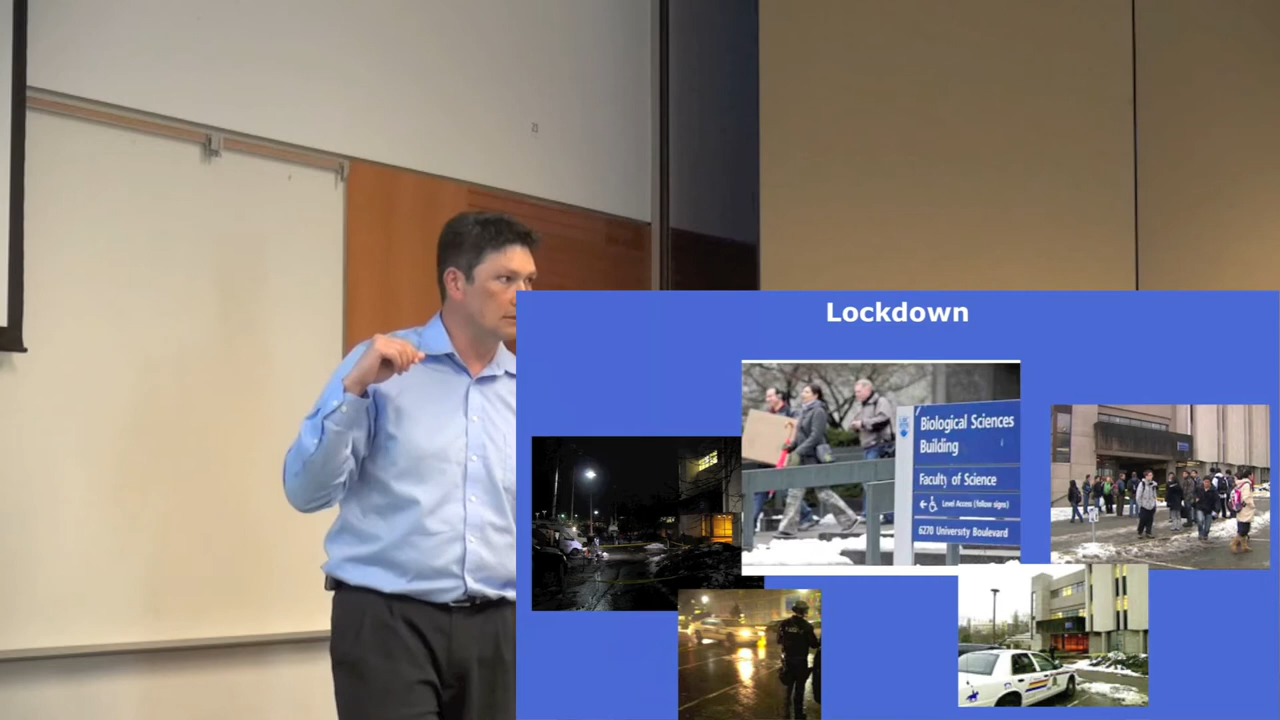 Lockdown
Biological Sciences
Building
Faculty of Science
Level Access (follow signs)
6270 University Boulevard